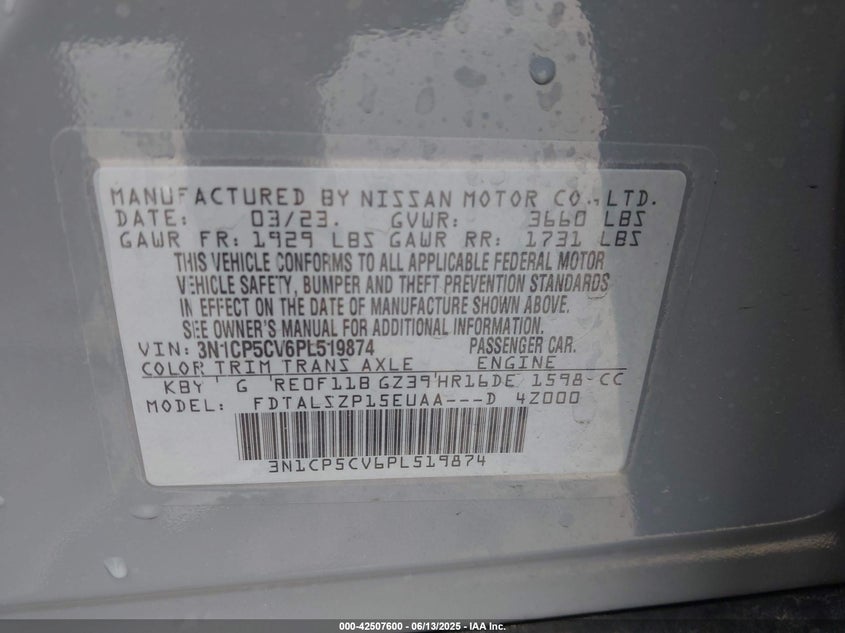 MANUFACTURED BY NISSAN MOTOR CO.,LTD.
DATE: 03/23. GVWR: 3660 LBS
GAWR FR: 1929 LBS GAWR RR: 1731 LBS
THIS VEHICLE CONFORMS TO ALL APPLICABLE FEDERAL MOTOR
VEHICLE SAFETY, BUMPER AND THEFT PREVENTION STANDARDS
IN EFFECT ON THE DATE OF MANUFACTURE SHOWN ABOVE.
SEE OWNER'S MANUAL FOR ADDITIONAL INFORMATION.
VIN: 3N1CP5CV6PL519874 PASSENGER CAR.
COLOR TRIM TRANS AXLE ENGINE
KBY G RE0F11B GZ39 HR16DE 1598-CC
MODEL: FDTALSZP15EUAA---D 4Z000
3N1CP5CV6PL519874
000-42507600 - 06/13/2025 - IAA Inc.